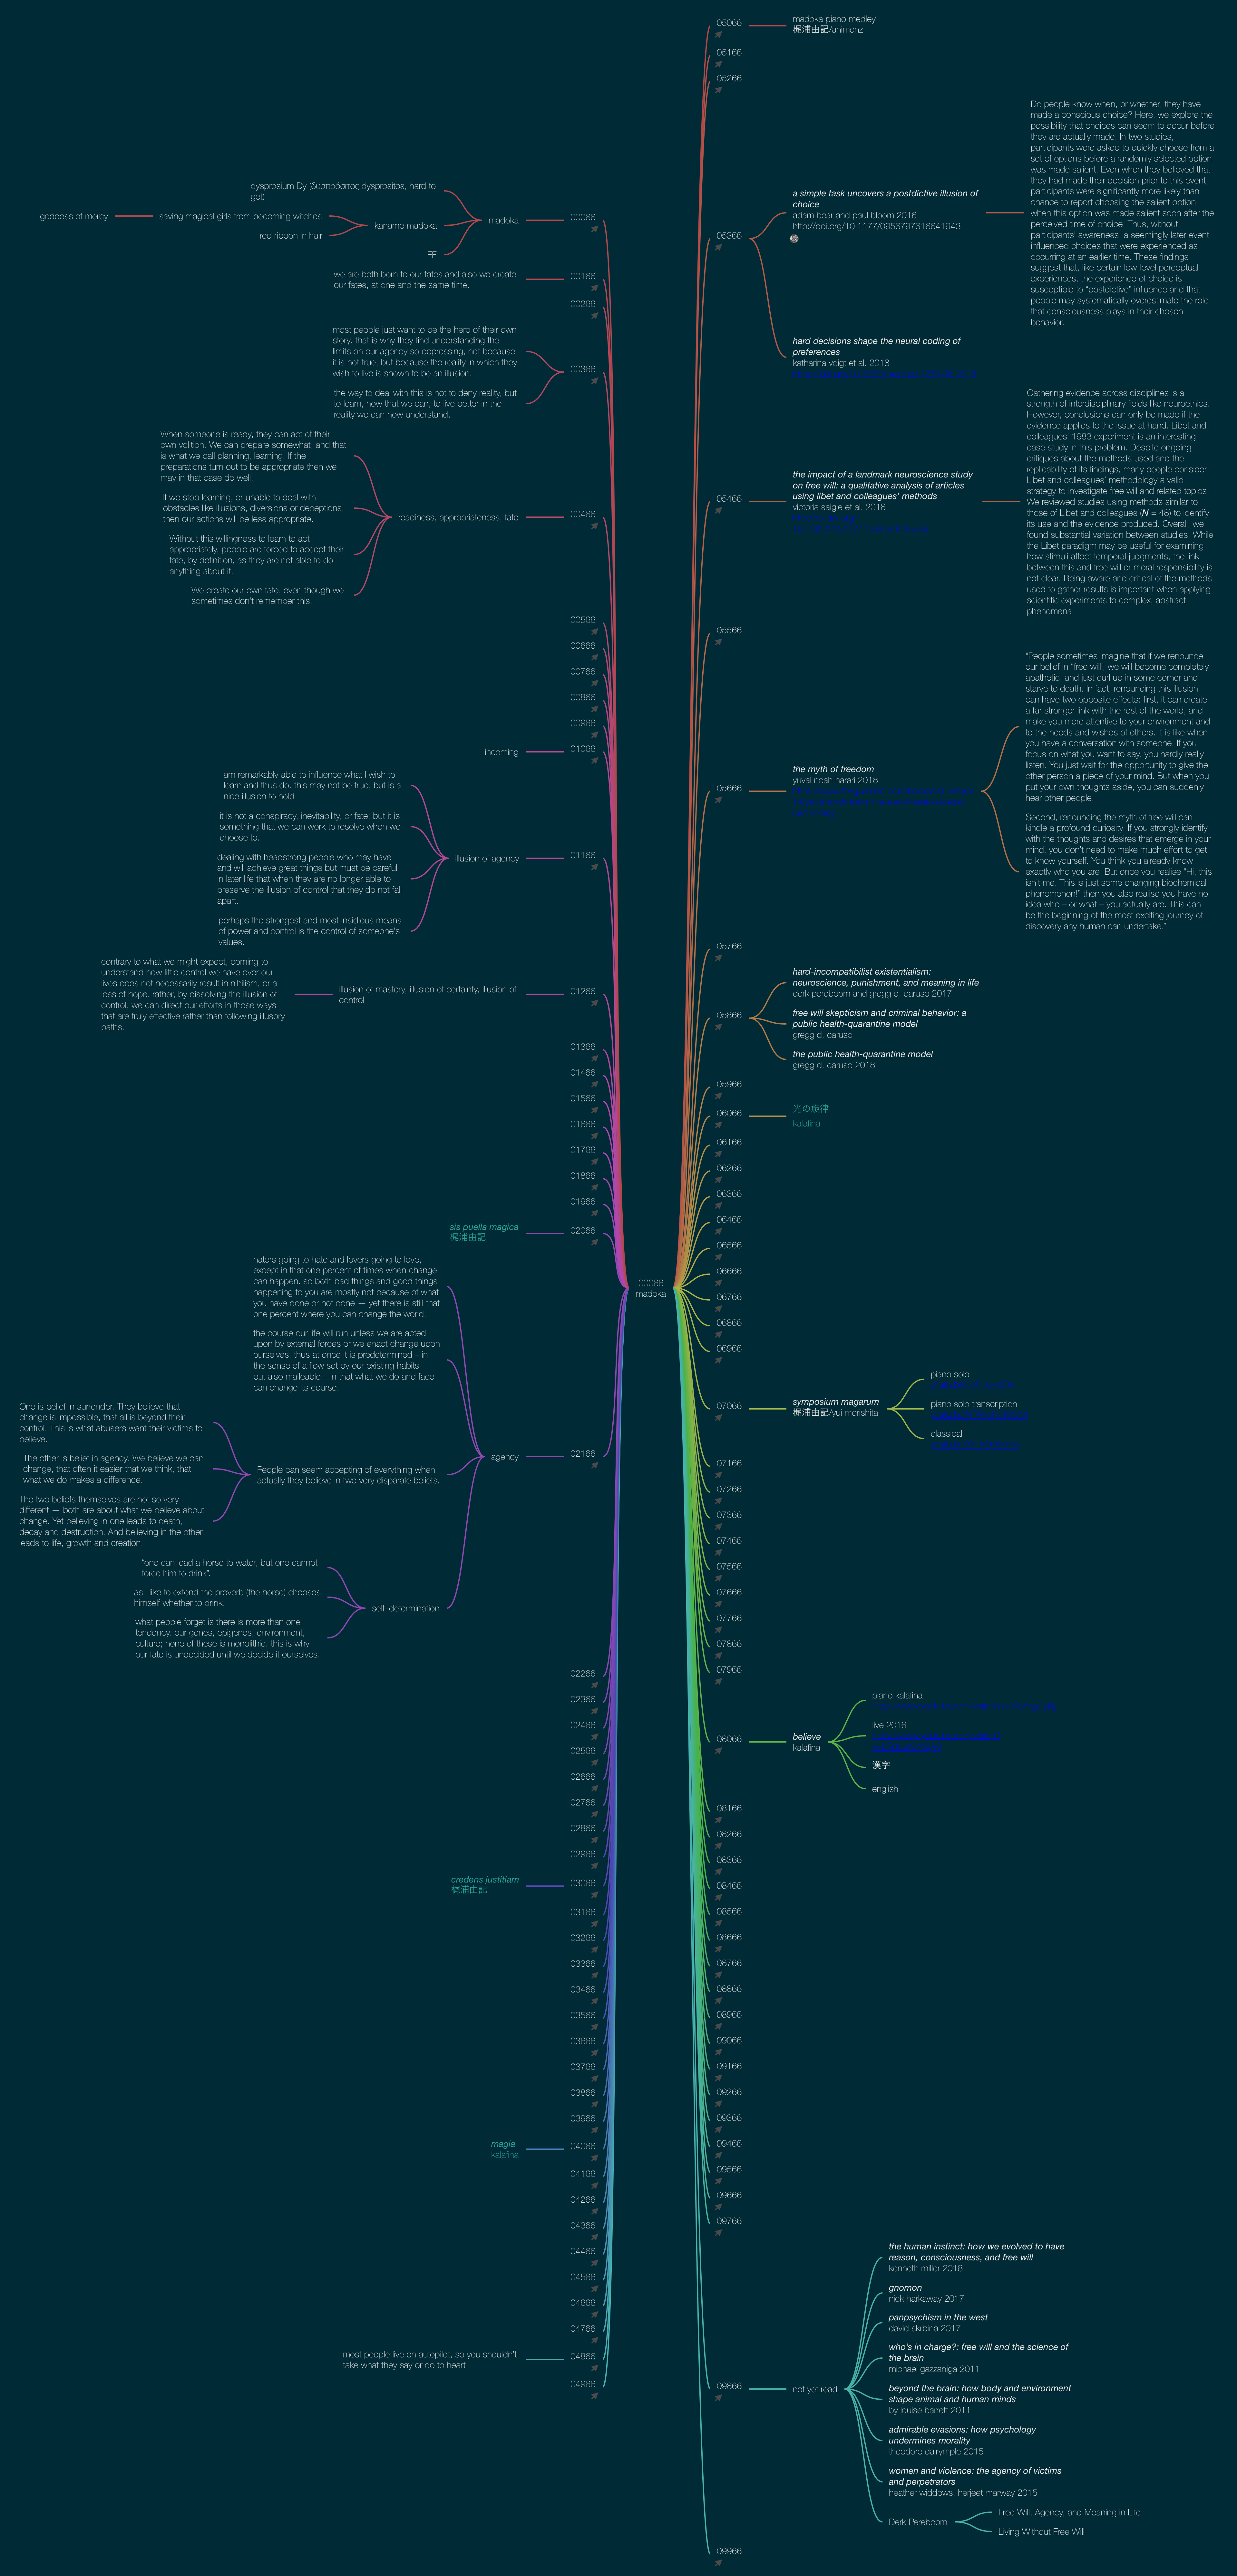 00066
madoka
00066
madoka
dysprosium Dy (δυσπρόσιτος dysprositos, hard to
get)
kaname madoka
saving magical girls from becoming witches
goddess of mercy
red ribbon in hair
FF
00166
we are both born to our fates and also we create
our fates, at one and the same time.
00266
00366
most people just want to be the hero of their own
story. that is why they find understanding the
limits on our agency so depressing, not because
it is not true, but because the reality in which they
wish to live is shown to be an illusion.
the way to deal with this is not to deny reality, but
to learn, now that we can, to live better in the
reality we can now understand.
00466
readiness, appropriateness, fate
When someone is ready, they can act of their
own volition. We can prepare somewhat, and that
is what we call planning, learning. If the
preparations turn out to be appropriate then we
may in that case do well.
If we stop learning, or unable to deal with
obstacles like illusions, diversions or deceptions,
then our actions will be less appropriate.
Without this willingness to learn to act
appropriately, people are forced to accept their
fate, by definition, as they are not able to do
anything about it.
We create our own fate, even though we
sometimes don't remember this.
00566
00666
00766
00866
00966
01066
incoming
01166
illusion of agency
am remarkably able to influence what I wish to
learn and thus do. this may not be true, but is a
nice illusion to hold
it is not a conspiracy, inevitability, or fate; but it is
something that we can work to resolve when we
choose to.
dealing with headstrong people who may have
and will achieve great things but must be careful
in later life that when they are no longer able to
preserve the illusion of control that they do not fall
apart.
perhaps the strongest and most insidious means
of power and control is the control of someone's
values.
01266
illusion of mastery, illusion of certainty, illusion of
control
contrary to what we might expect, coming to
understand how little control we have over our
lives does not necessarily result in nihilism, or a
loss of hope. rather, by dissolving the illusion of
control, we can direct our efforts in those ways
that are truly effective rather than following illusory
paths.
01366
01466
01566
01666
01766
01866
01966
02066
sis puella magica
梶浦由記
02166
agency
haters going to hate and lovers going to love,
except in that one percent of times when change
can happen. so both bad things and good things
happening to you are mostly not because of what
you have done or not done — yet there is still that
one percent where you can change the world.
the course our life will run unless we are acted
upon by external forces or we enact change upon
ourselves. thus at once it is predetermined – in
the sense of a flow set by our existing habits –
but also malleable – in that what we do and face
can change its course.
People can seem accepting of everything when
actually they believe in two very disparate beliefs.
One is belief in surrender. They believe that
change is impossible, that all is beyond their
control. This is what abusers want their victims to
believe.
The other is belief in agency. We believe we can
change, that often it easier that we think, that
what we do makes a difference.
The two beliefs themselves are not so very
different — both are about what we believe about
change. Yet believing in one leads to death,
decay and destruction. And believing in the other
leads to life, growth and creation.
self–determination
"one can lead a horse to water, but one cannot
force him to drink".
as i like to extend the proverb (the horse) chooses
himself whether to drink.
what people forget is there is more than one
tendency. our genes, epigenes, environment,
culture; none of these is monolithic. this is why
our fate is undecided until we decide it ourselves.
02266
02366
02466
02566
02666
02766
02866
02966
03066
credens justitiam
梶浦由記
03166
03266
03366
03466
03566
03666
03766
03866
03966
04066
magia
kalafina
04166
04266
04366
04466
04566
04666
04766
04866
most people live on autopilot, so you shouldn't
take what they say or do to heart.
04966
05066
madoka piano medley
梶浦由記/animenz
05166
05266
05366
a simple task uncovers a postdictive illusion of
choice
adam bear and paul bloom 2016
http://doi.org/10.1177/0956797616641943
Do people know when, or whether, they have
made a conscious choice? Here, we explore the
possibility that choices can seem to occur before
they are actually made. In two studies,
participants were asked to quickly choose from a
set of options before a randomly selected option
was made salient. Even when they believed that
they had made their decision prior to this event,
participants were significantly more likely than
chance to report choosing the salient option
when this option was made salient soon after the
perceived time of choice. Thus, without
participants' awareness, a seemingly later event
influenced choices that were experienced as
occurring at an earlier time. These findings
suggest that, like certain low-level perceptual
experiences, the experience of choice is
susceptible to "postdictive" influence and that
people may systematically overestimate the role
that consciousness plays in their chosen
behavior.
hard decisions shape the neural coding of
preferences
katharina voigt et al. 2018
05466
the impact of a landmark neuroscience study
on free will: a qualitative analysis of articles
using libet and colleagues' methods
victoria saigle et al. 2018
Gathering evidence across disciplines is a
strength of interdisciplinary fields like neuroethics.
However, conclusions can only be made if the
evidence applies to the issue at hand. Libet and
colleagues' 1983 experiment is an interesting
case study in this problem. Despite ongoing
critiques about the methods used and the
replicability of its findings, many people consider
Libet and colleagues' methodology a valid
strategy to investigate free will and related topics.
We reviewed studies using methods similar to
those of Libet and colleagues (N = 48) to identify
its use and the evidence produced. Overall, we
found substantial variation between studies. While
the Libet paradigm may be useful for examining
how stimuli affect temporal judgments, the link
between this and free will or moral responsibility is
not clear. Being aware and critical of the methods
used to gather results is important when applying
scientific experiments to complex, abstract
phenomena.
05566
05666
the myth of freedom
yuval noah harari 2018
"People sometimes imagine that if we renounce
our belief in "free will", we will become completely
apathetic, and just curl up in some corner and
starve to death. In fact, renouncing this illusion
can have two opposite effects: first, it can create
a far stronger link with the rest of the world, and
make you more attentive to your environment and
to the needs and wishes of others. It is like when
you have a conversation with someone. If you
focus on what you want to say, you hardly really
listen. You just wait for the opportunity to give the
other person a piece of your mind. But when you
put your own thoughts aside, you can suddenly
hear other people.
Second, renouncing the myth of free will can
kindle a profound curiosity. If you strongly identify
with the thoughts and desires that emerge in your
mind, you don't need to make much effort to get
to know yourself. You think you already know
exactly who you are. But once you realise "Hi, this
isn't me. This is just some changing biochemical
phenomenon!" then you also realise you have no
idea who – or what – you actually are. This can
be the beginning of the most exciting journey of
discovery any human can undertake."
05766
05866
hard-incompatibilist existentialism:
neuroscience, punishment, and meaning in life
derk pereboom and gregg d. caruso 2017
free will skepticism and criminal behavior: a
public health-quarantine model
gregg d. caruso
the public health-quarantine model
gregg d. caruso 2018
05966
06066
光の旋律
kalafina
06166
06266
06366
06466
06566
06666
06766
06866
06966
07066
symposium magarum
梶浦由記/yui morishita
piano solo
piano solo transcription
classical
07166
07266
07366
07466
07566
07666
07766
07866
07966
08066
believe
kalafina
piano kalafina
live 2016
漢字
english
08166
08266
08366
08466
08566
08666
08766
08866
08966
09066
09166
09266
09366
09466
09566
09666
09766
09866
not yet read
the human instinct: how we evolved to have
reason, consciousness, and free will
kenneth miller 2018
gnomon
nick harkaway 2017
panpsychism in the west
david skrbina 2017
who's in charge?: free will and the science of
the brain
michael gazzaniga 2011
beyond the brain: how body and environment
shape animal and human minds
by louise barrett 2011
admirable evasions: how psychology
undermines morality
theodore dalrymple 2015
women and violence: the agency of victims
and perpetrators
heather widdows, herjeet marway 2015
Derk Pereboom
Free Will, Agency, and Meaning in Life
Living Without Free Will
09966